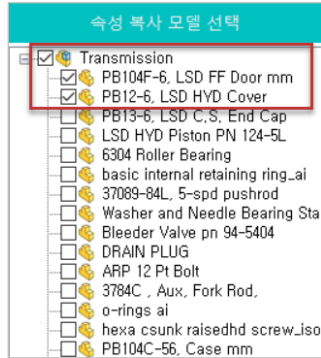 속성 복사 모델 선택
Transmission
PB104F-6, LSD FF Door mm
PB12-6, LSD HYD Cover
PB13-6, LSD C,S, End Cap
LSD HYD Piston PN 124-5L
6304 Roller Bearing
basic internal retaining ring_ai
37089-84L, 5-spd pushrod
Washer and Needle Bearing Sta
Bleeder Valve pn 94-5404
DRAIN PLUG
ARP 12 Pt Bolt
3784C , Aux, Fork Rod,
o-rings ai
hexa csunk raisedhd screw_iso
PB104C-56, Case mm